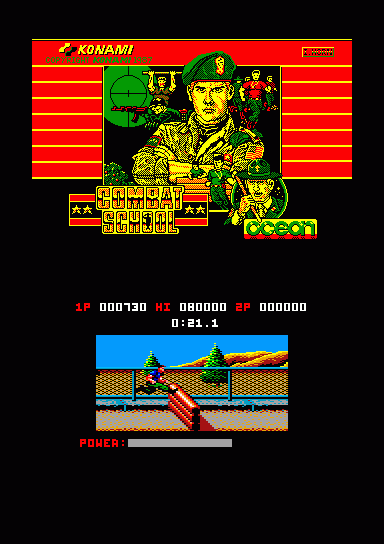 KONAMI
COMBAT
SCHOOL
ocean
1P 000730 HI 080000 2P 000000
0:21.1
POWER: